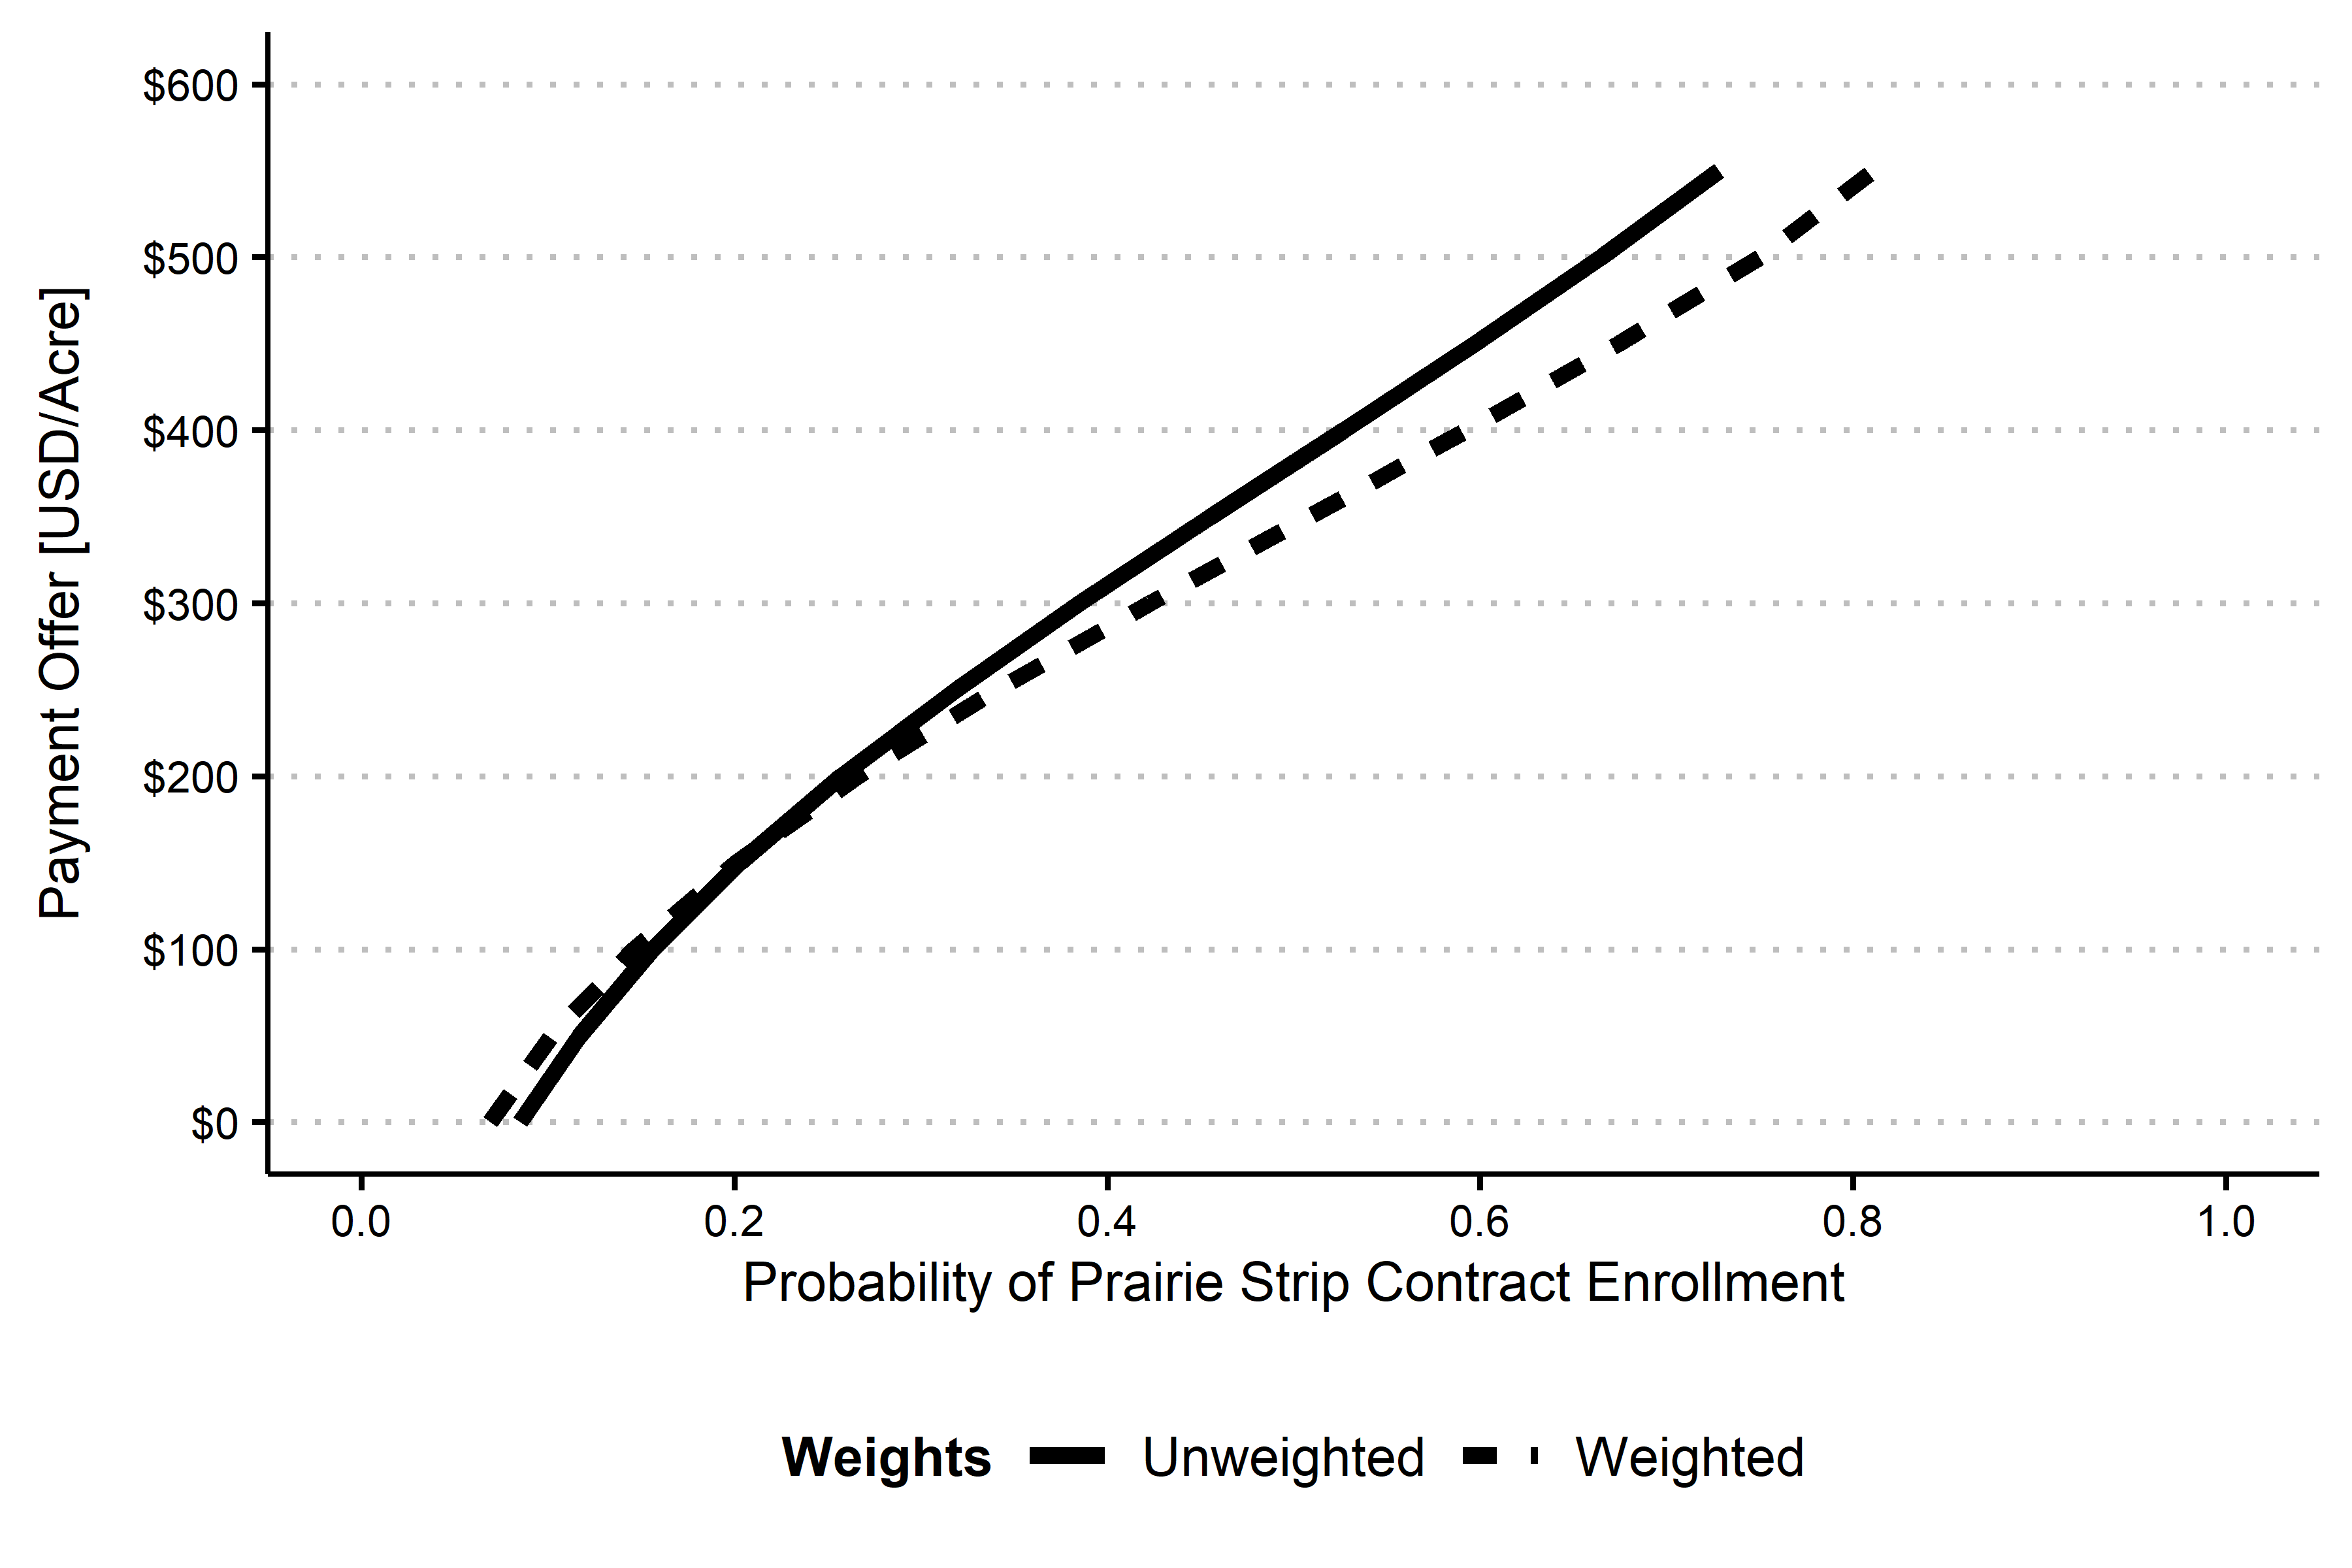 Payment Offer [USD/Acre]
$600
$500
$400
$300
$200
$100
$0
0.0 0.2 0.4 0.6 0.8 1.0
Probability of Prairie Strip Contract Enrollment
Weights Unweighted Weighted